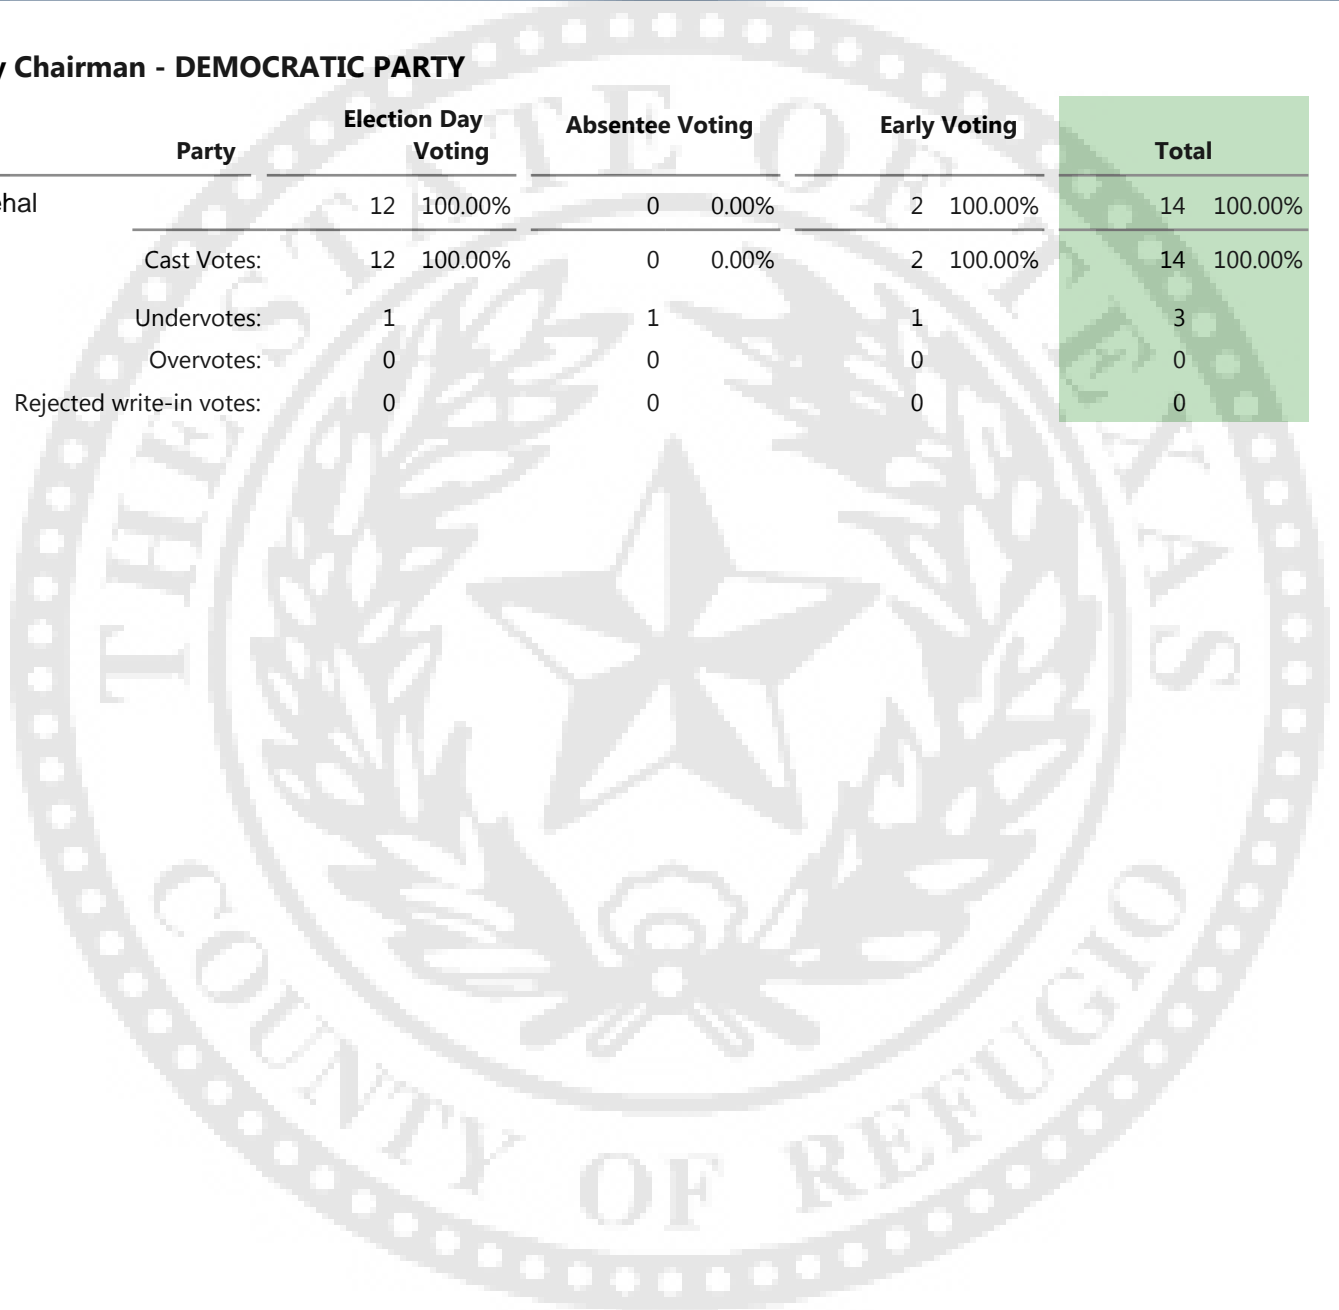 y Chairman - DEMOCRATIC PARTY
Party Election Day Voting Absentee Voting Early Voting Total
ehal 12 100.00% 0 0.00% 2 100.00% 14 100.00%
Cast Votes: 12 100.00% 0 0.00% 2 100.00% 14 100.00%
Undervotes: 1 1 1 3
Overvotes: 0 0 0 0
Rejected write-in votes: 0 0 0 0
THE STATE OF TEXAS
COUNTY OF REFUGIO